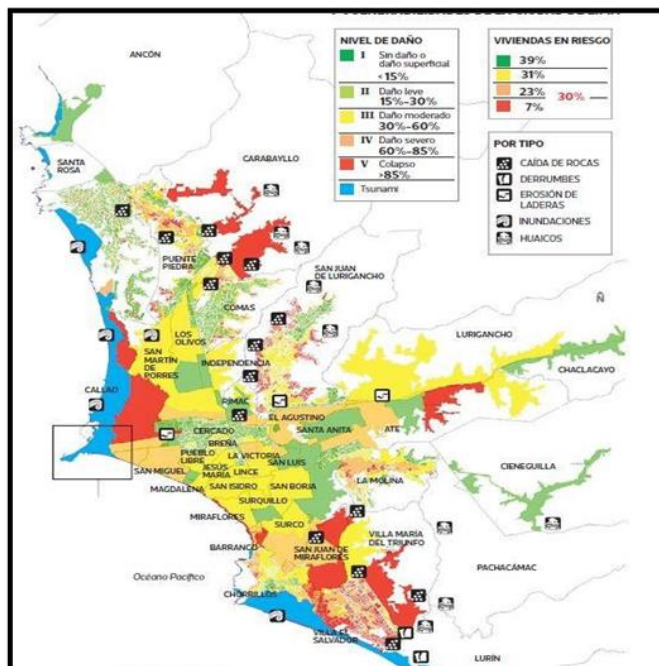 NIVEL DE DAÑO
I Sin daño o
daño superficial
<15%
II Daño leve
15%-30%
III Daño moderado
30%-60%
IV Daño severo
60%-85%
V Colapso
>85%
Tsunami
VIVIENDAS EN RIESGO
39%
31%
23%
30%
7%
POR TIPO
CAÍDA DE ROCAS
DERRUMBES
EROSIÓN DE
LADERAS
INUNDACIONES
HUAICOS
ANCÓN
SANTA
ROSA
CARABAYLLO
PUENTE
PIEDRA
SAN JUAN
DE LURIGANCHO
COMAS
Ñ
LOS
OLIVOS
SAN
MARTÍN
DE
PORRES
INDEPENDENCIA
LURIGANCHO
CHACLACAYO
CALLAO
RÍMAC
EL AGUSTINO
CERCADO
SANTA ANITA
ATE
BREÑA
PUEBLO
LIBRE
LA VICTORIA
SAN LUIS
JESÚS
MARÍA
LINCE
SAN MIGUEL
LA MOLINA
CIENEGUILLA
MAGDALENA
SAN ISIDRO
SAN BORJA
SURQUILLO
MIRAFLORES
SURCO
VILLA MARÍA
DEL TRIUNFO
BARRANCO
SAN JUAN DE
MIRAFLORES
PACHACÁMAC
Océano Pacífico
CHORRILLOS
VILLA EL
SALVADOR
LURÍN